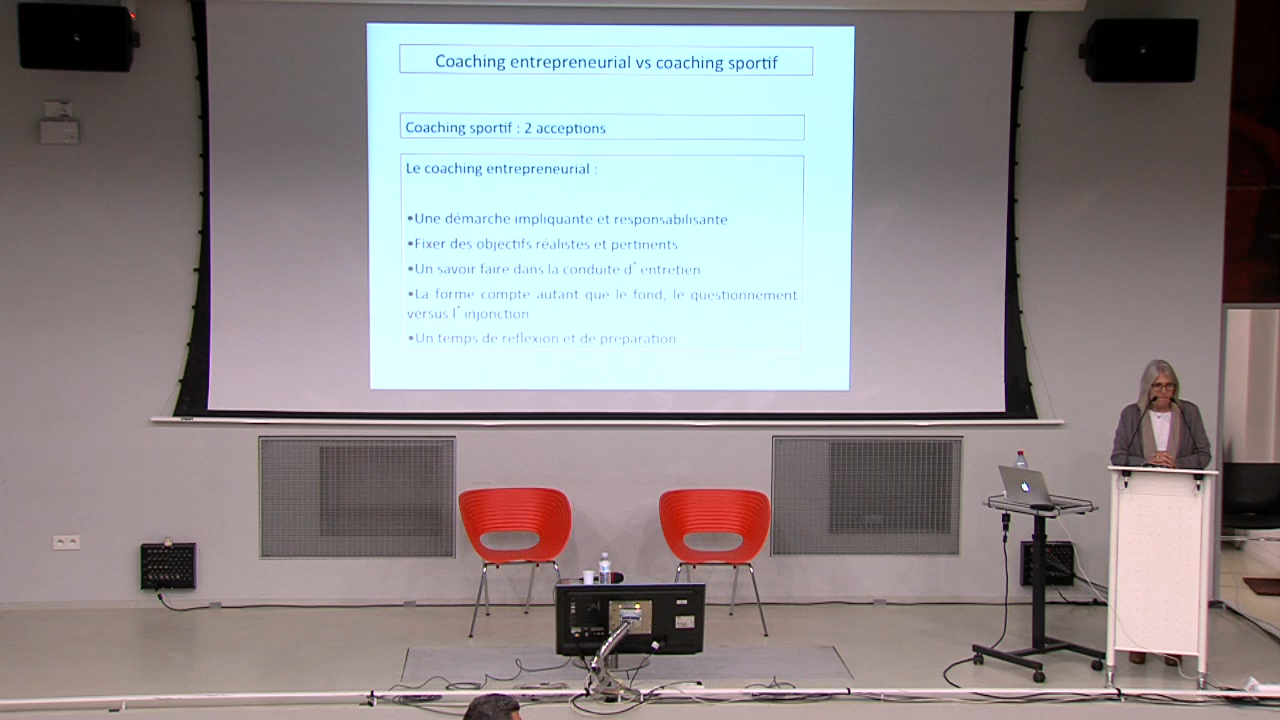 Coaching entrepreneurial vs coaching sportif
Coaching sportif : 2 acceptions
Le coaching entrepreneurial :
•Une démarche impliquante et responsabilisante
•Fixer des objectifs réalistes et pertinents
•Un savoir faire dans la conduite d’ entretien
•La forme compte autant que le fond; le questionnement
versus l’ injonction
•Un temps de reflexion et de preparation